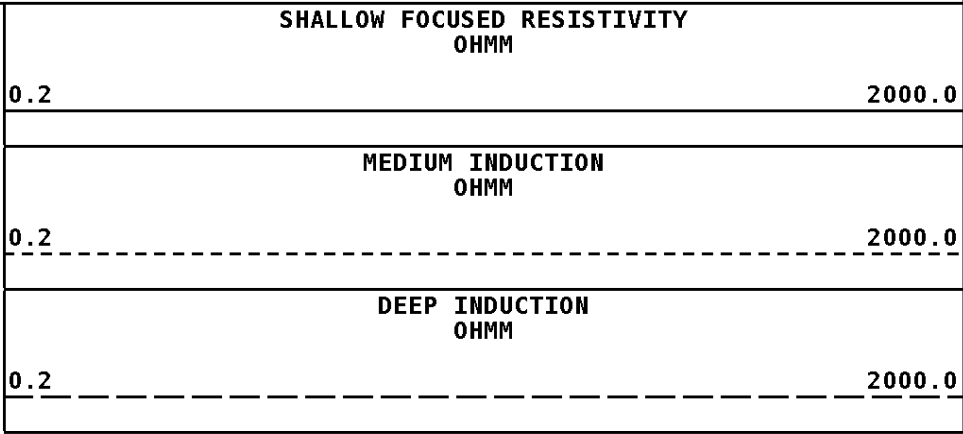 SHALLOW FOCUSED RESISTIVITY
OHMM
0.2 2000.0
MEDIUM INDUCTION
OHMM
0.2 2000.0
DEEP INDUCTION
OHMM
0.2 2000.0